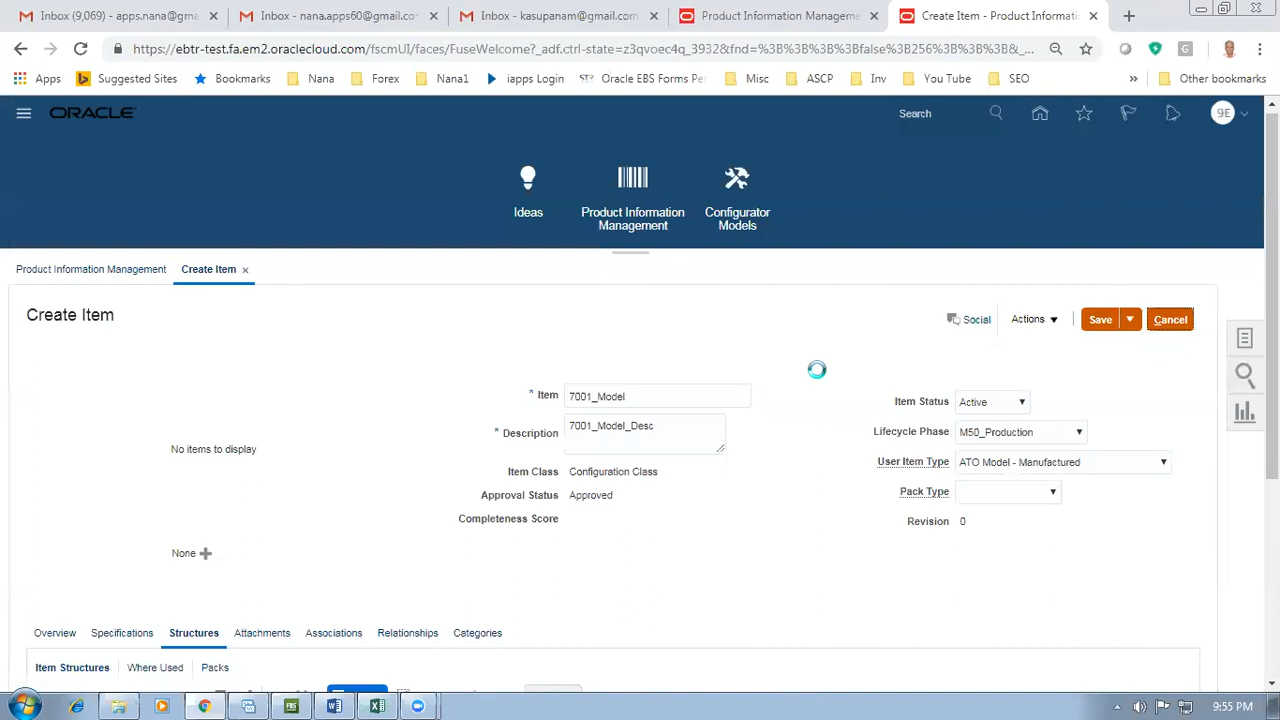 Inbox (9,069) - apps.nana@gma
Inbox - nana.apps60@gmail.co
Inbox - kasupanam@gmail.com
Product Information Manageme
Create Item - Product Informati
https://ebtr-test.fa.em2.oraclecloud.com/fscmUI/faces/FuseWelcome?_adf.ctrl-state=z3qvoec4q_3932&fnd=%3B%3B%3B%3Bfalse%3B256%3B%3B%3B&_...
G
Apps
Suggested Sites
Bookmarks
Nana
Forex
Nana1
iapps Login
Oracle EBS Forms Per
Misc
ASCP
Inv
You Tube
SEO
»
Other bookmarks
ORACLE
Search
9E
Ideas
Product Information
Management
Configurator
Models
Product Information Management
Create Item
Create Item
Social
Actions
Save
Cancel
* Item 7001_Model
* Description 7001_Model_Desc
Item Class Configuration Class
Approval Status Approved
Completeness Score
No items to display
None
Item Status Active
Lifecycle Phase M50_Production
User Item Type ATO Model - Manufactured
Pack Type
Revision 0
Overview
Specifications
Structures
Attachments
Associations
Relationships
Categories
Item Structures
Where Used
Packs
9:55 PM